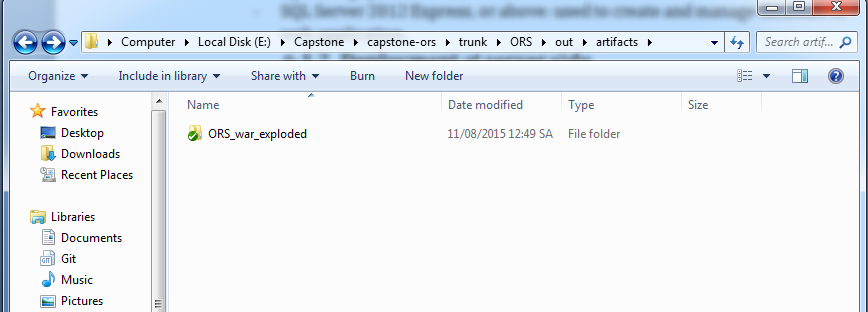 SQL Server 2012 Express, or above: used to create and manage
Computer Local Disk (E:) Capstone capstone-ors trunk ORS out artifacts Search artif...
Organize Include in library Share with Burn New folder
Name Date modified Type Size
Favorites
Desktop
Downloads
Recent Places
Libraries
Documents
Git
Music
Pictures
ORS_war_exploded 11/08/2015 12:49 SA File folder